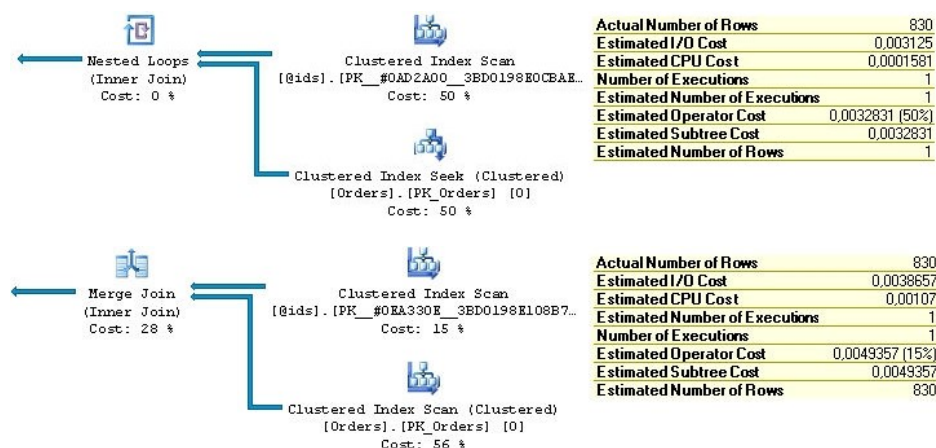 Nested Loops
(Inner Join)
Cost: 0 %
Clustered Index Scan
[@ids].[PK__#0AD2A00__3BD0198E0CBAE…
Cost: 50 %
Clustered Index Seek (Clustered)
[Orders].[PK_Orders] [O]
Cost: 50 %
Actual Number of Rows 830
Estimated I/O Cost 0,003125
Estimated CPU Cost 0,0001581
Number of Executions 1
Estimated Number of Executions 1
Estimated Operator Cost 0,0032831 (50%)
Estimated Subtree Cost 0,0032831
Estimated Number of Rows 1
Merge Join
(Inner Join)
Cost: 28 %
Clustered Index Scan
[@ids].[PK__#0EA330E__3BD0198E108B7…
Cost: 15 %
Clustered Index Scan (Clustered)
[Orders].[PK_Orders] [O]
Cost: 56 %
Actual Number of Rows 830
Estimated I/O Cost 0,0038657
Estimated CPU Cost 0,00107
Estimated Number of Executions 1
Number of Executions 1
Estimated Operator Cost 0,0049357 (15%)
Estimated Subtree Cost 0,0049357
Estimated Number of Rows 830